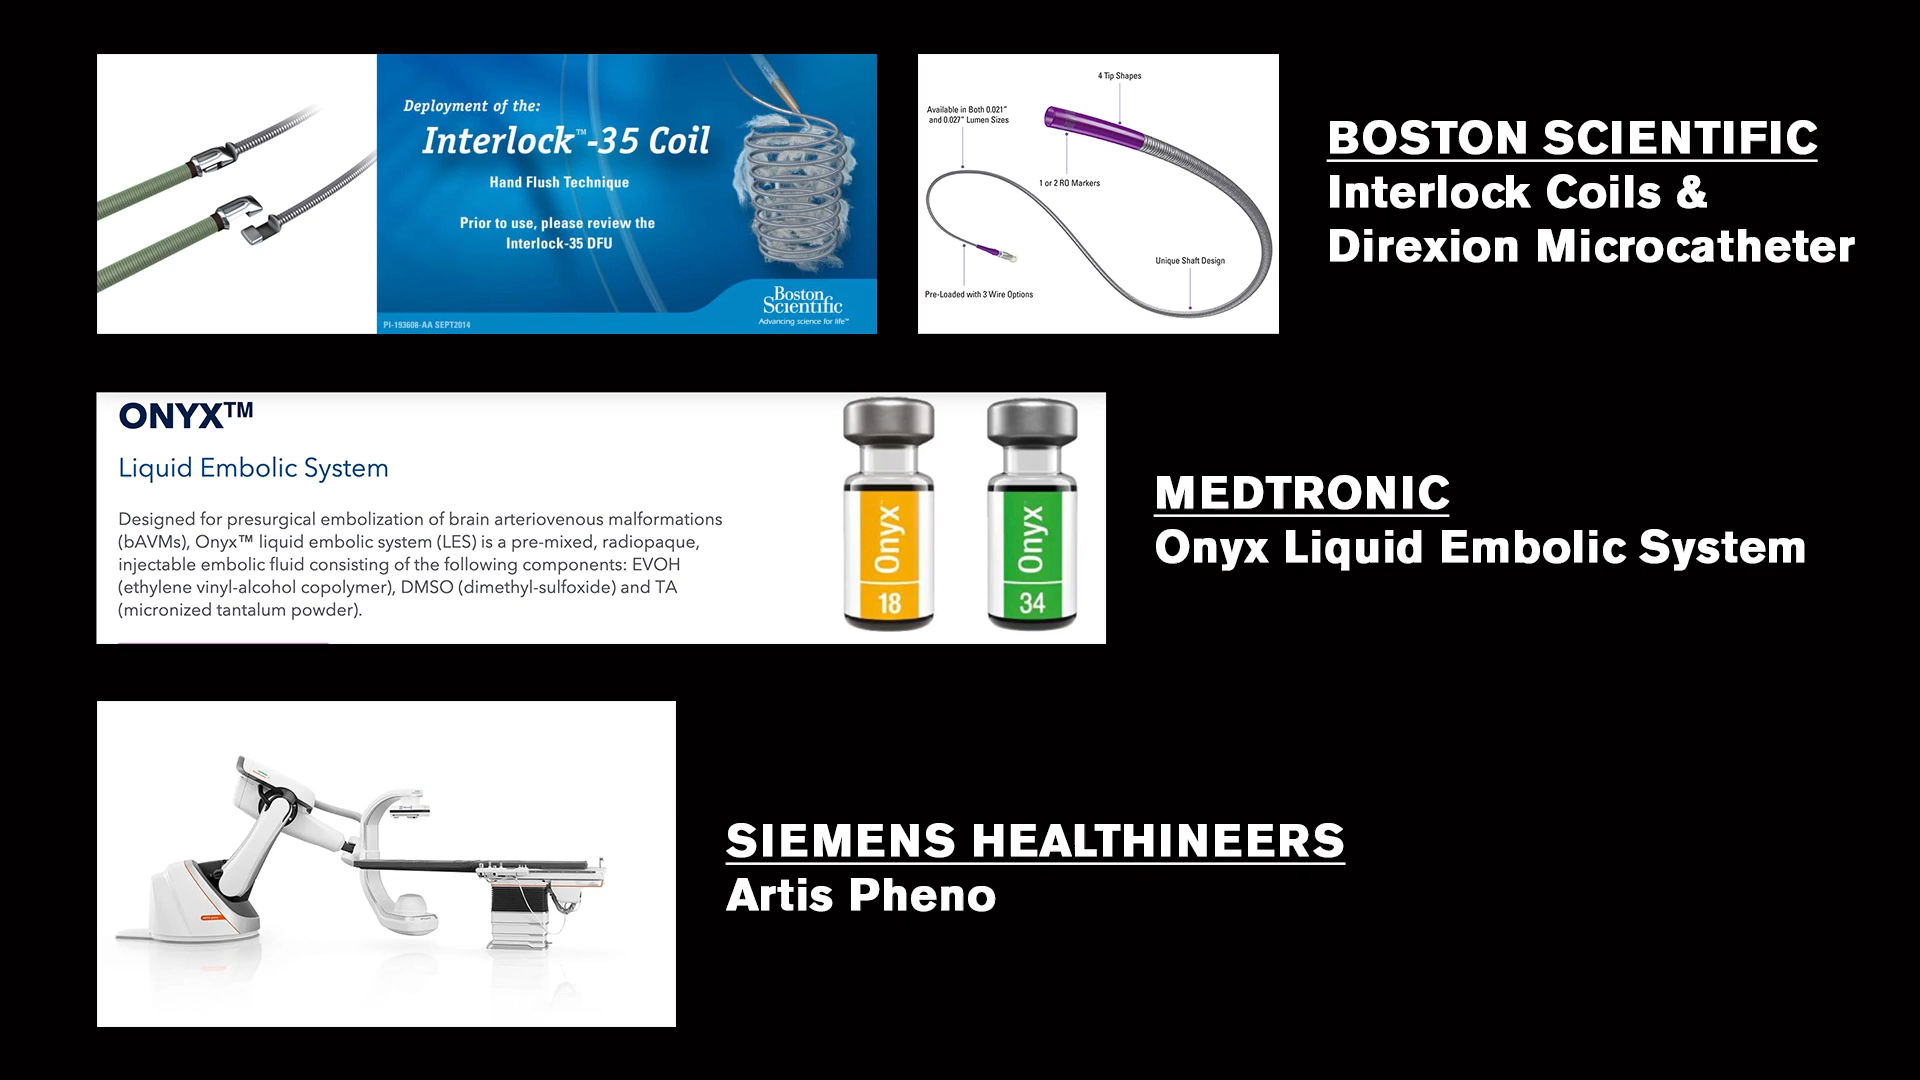 Deployment of the:
Interlock™-35 Coil
Hand Flush Technique
Prior to use, please review the
Interlock-35 DFU
Boston
Scientific
Advancing science for life™
PI-193608-AA SEPT2014
4 Tip Shapes
Available in Both 0.021"
and 0.027" Lumen Sizes
1 or 2 RO Markers
Unique Shaft Design
Pre-Loaded with 3 Wire Options
BOSTON SCIENTIFIC
Interlock Coils &
Direxion Microcatheter
ONYX™
Liquid Embolic System
Designed for presurgical embolization of brain arteriovenous malformations
(bAVMs), Onyx™ liquid embolic system (LES) is a pre-mixed, radiopaque,
injectable embolic fluid consisting of the following components: EVOH
(ethylene vinyl-alcohol copolymer), DMSO (dimethyl-sulfoxide) and TA
(micronized tantalum powder).
Onyx
18
Onyx
34
MEDTRONIC
Onyx Liquid Embolic System
SIEMENS HEALTHINEERS
Artis Pheno